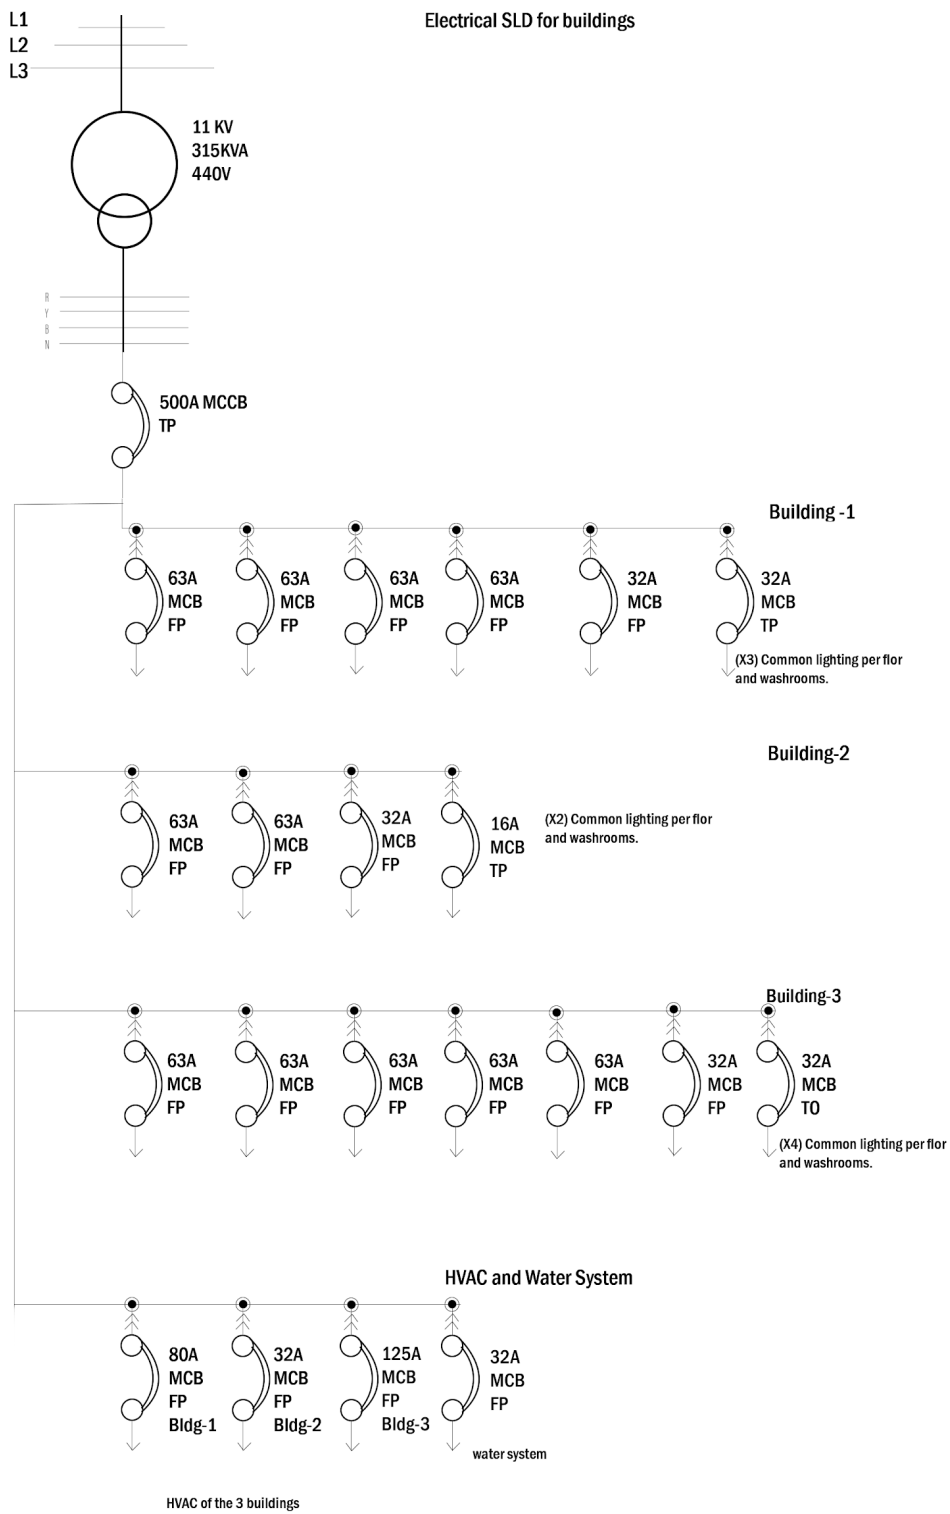 L1
L2
L3
Electrical SLD for buildings
11 KV
315KVA
440V
R
Y
B
N
500A MCCB
TP
Building -1
63A
MCB
FP
63A
MCB
FP
63A
MCB
FP
63A
MCB
FP
32A
MCB
FP
32A
MCB
TP
(X3) Common lighting per flor
and washrooms.
Building-2
63A
MCB
FP
63A
MCB
FP
32A
MCB
FP
16A
MCB
TP
(X2) Common lighting per flor
and washrooms.
Building-3
63A
MCB
FP
63A
MCB
FP
63A
MCB
FP
63A
MCB
FP
63A
MCB
FP
32A
MCB
FP
32A
MCB
TO
(X4) Common lighting per flor
and washrooms.
HVAC and Water System
80A
MCB
FP
Bldg-1
32A
MCB
FP
Bldg-2
125A
MCB
FP
Bldg-3
32A
MCB
FP
water system
HVAC of the 3 buildings